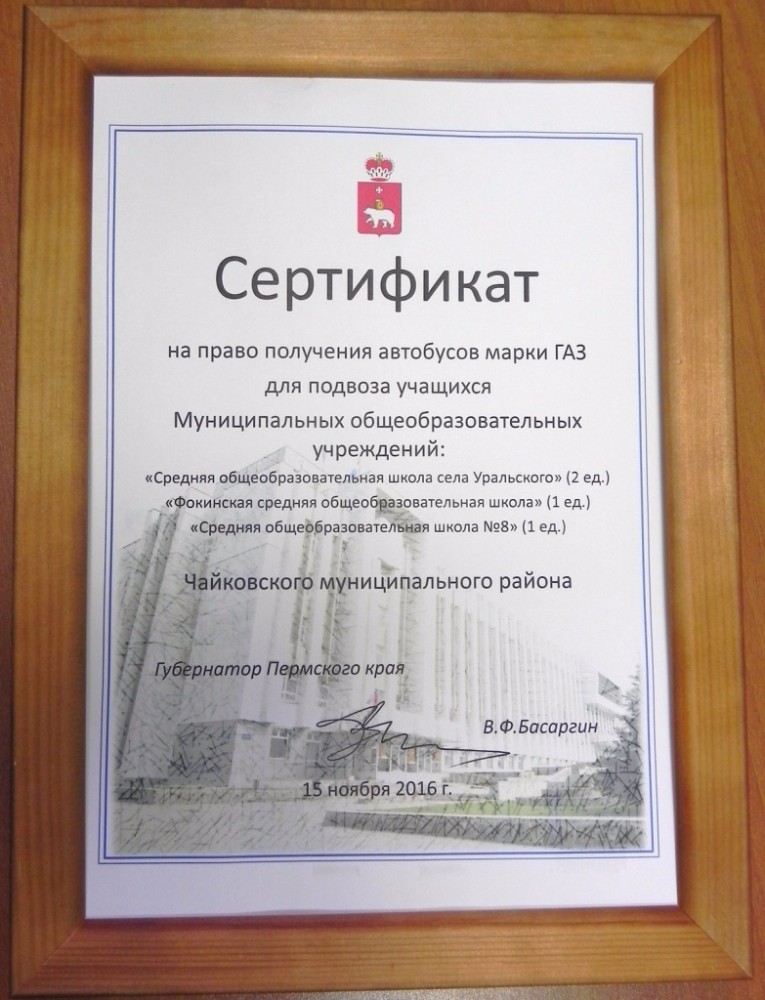 Сертификат
на право получения автобусов марки ГАЗ
для подвоза учащихся
Муниципальных общеобразовательных
учреждений:
«Средняя общеобразовательная школа села Уральского» (2 ед.)
«Фокинская средняя общеобразовательная школа» (1 ед.)
«Средняя общеобразовательная школа №8» (1 ед.)
Чайковского муниципального района
Губернатор Пермского края
В.Ф.Басаргин
15 ноября 2016 г.